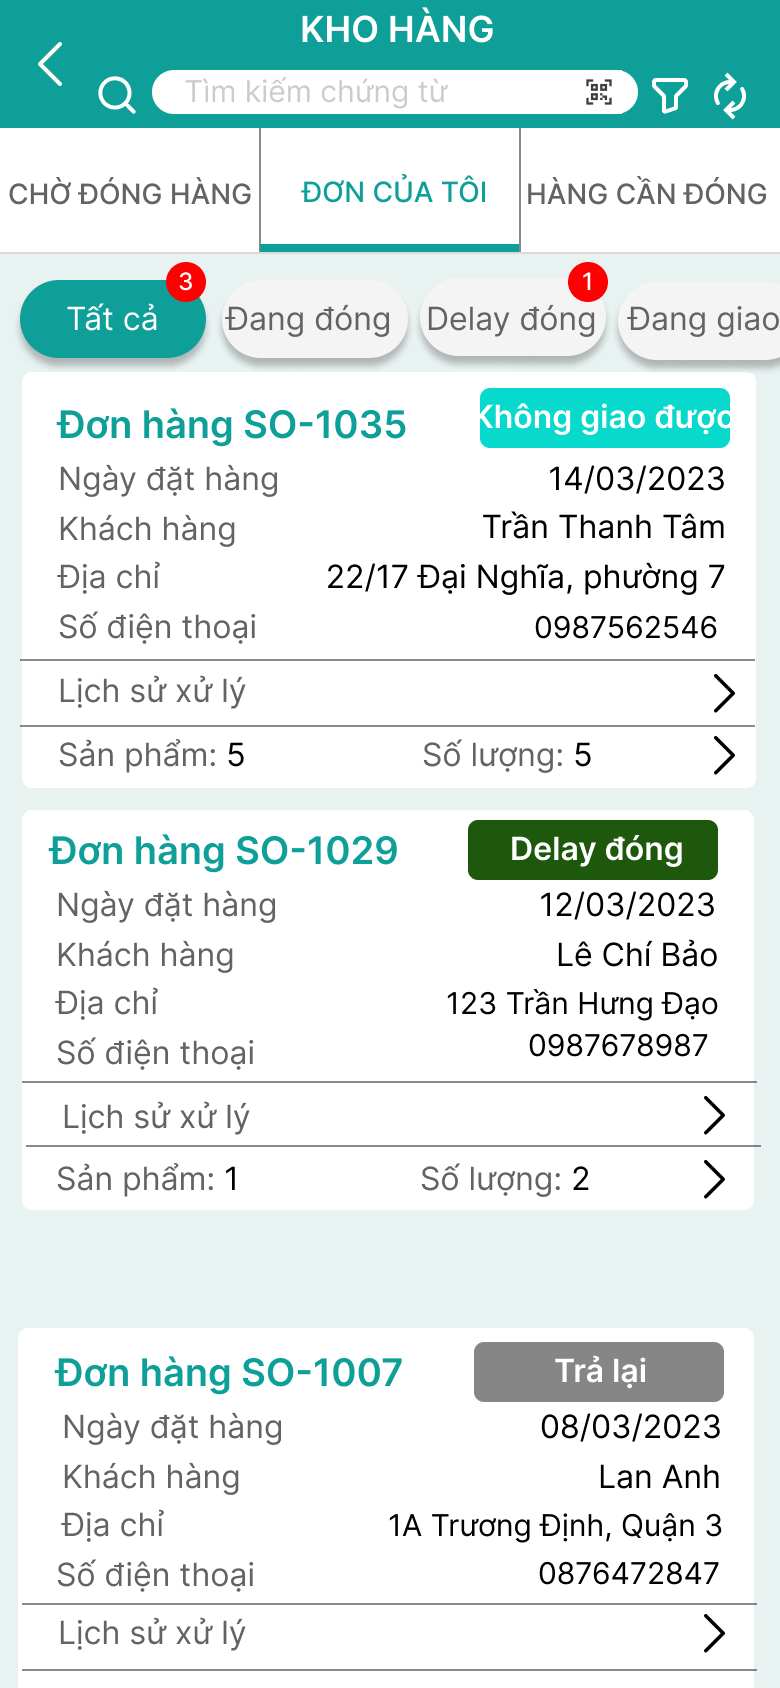 KHO HÀNG
Tìm kiếm chứng từ
CHỜ ĐÓNG HÀNG
ĐƠN CỦA TÔI
HÀNG CẦN ĐÓNG
Tất cả 3
Đang đóng
Delay đóng 1
Đang giao
Đơn hàng SO-1035
Không giao được
Ngày đặt hàng 14/03/2023
Khách hàng Trần Thanh Tâm
Địa chỉ 22/17 Đại Nghĩa, phường 7
Số điện thoại 0987562546
Lịch sử xử lý
Sản phẩm: 5 Số lượng: 5
Đơn hàng SO-1029
Delay đóng
Ngày đặt hàng 12/03/2023
Khách hàng Lê Chí Bảo
Địa chỉ 123 Trần Hưng Đạo
Số điện thoại 0987678987
Lịch sử xử lý
Sản phẩm: 1 Số lượng: 2
Đơn hàng SO-1007
Trả lại
Ngày đặt hàng 08/03/2023
Khách hàng Lan Anh
Địa chỉ 1A Trương Định, Quận 3
Số điện thoại 0876472847
Lịch sử xử lý